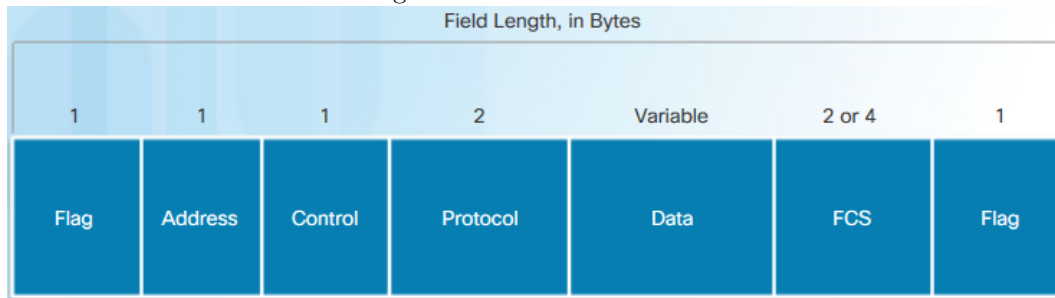 Field Length, in Bytes
1 1 1 2 Variable 2 or 4 1
Flag Address Control Protocol Data FCS Flag